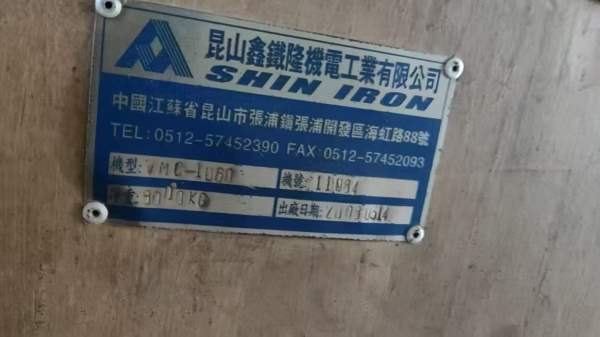 昆山鑫鐵隆機電工業有限公司
SHIN IRON
中國江蘇省昆山市張浦鎮張浦開發區海虹路88號
TEL:0512-57452390 FAX:0512-57452093
機型: VMC-1060 機號:
重: KG 出廠日期: